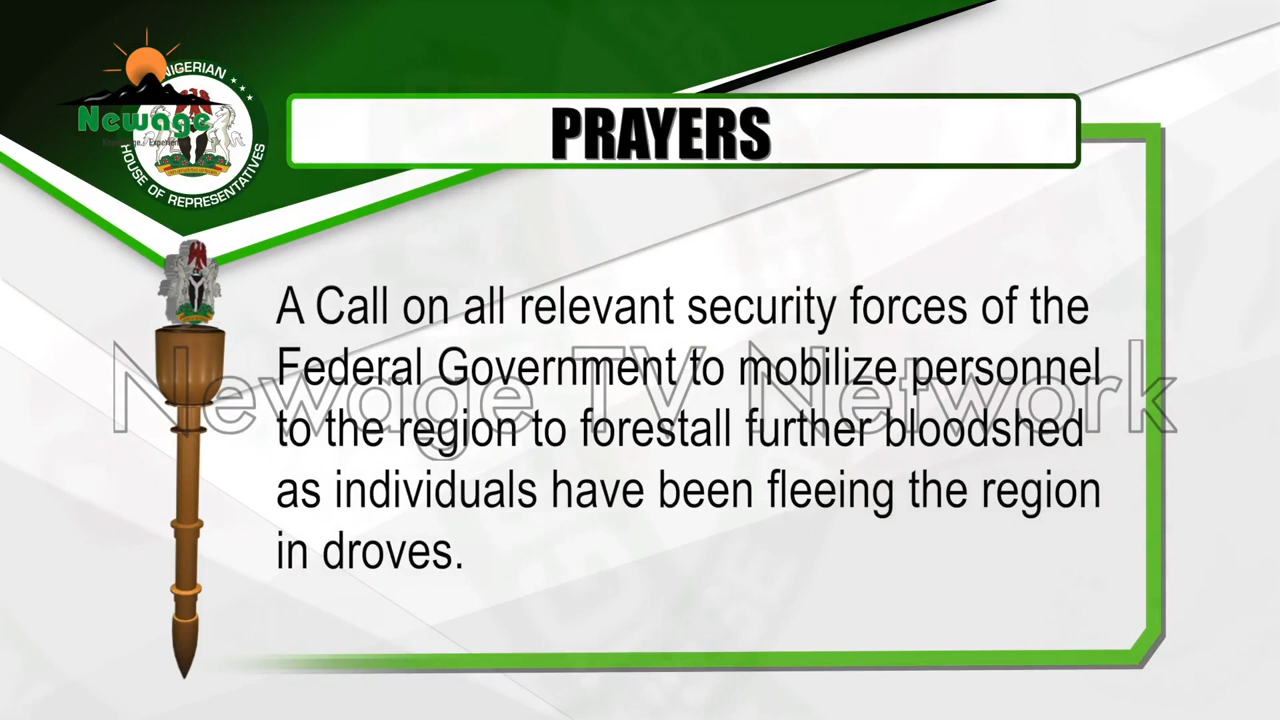 NIGERIAN
Newage
HOUSE OF REPRESENTATIVES
PRAYERS
A Call on all relevant security forces of the
Federal Government to mobilize personnel
to the region to forestall further bloodshed
as individuals have been fleeing the region
in droves.
Newage TV Network